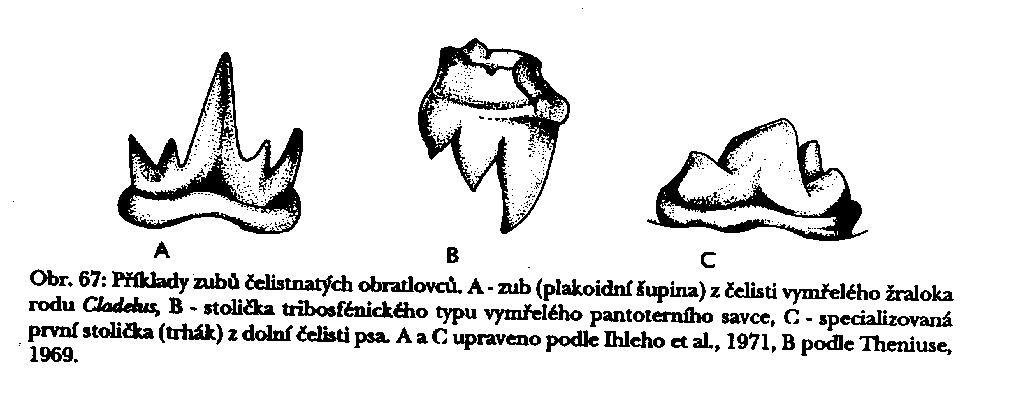 A
B
C
Obr. 67: Příklady zubů čelistnatých obratlovců. A - zub (plakoidní šupina) z čelisti vymřelého žraloka
rodu Cladelus, B - stolička tribosfénického typu vymřelého pantoterního savce, C - specializovaná
první stolička (trhák) z dolní čelisti psa. A a C upraveno podle Ihleho et al., 1971, B podle Theniuse,
1969.